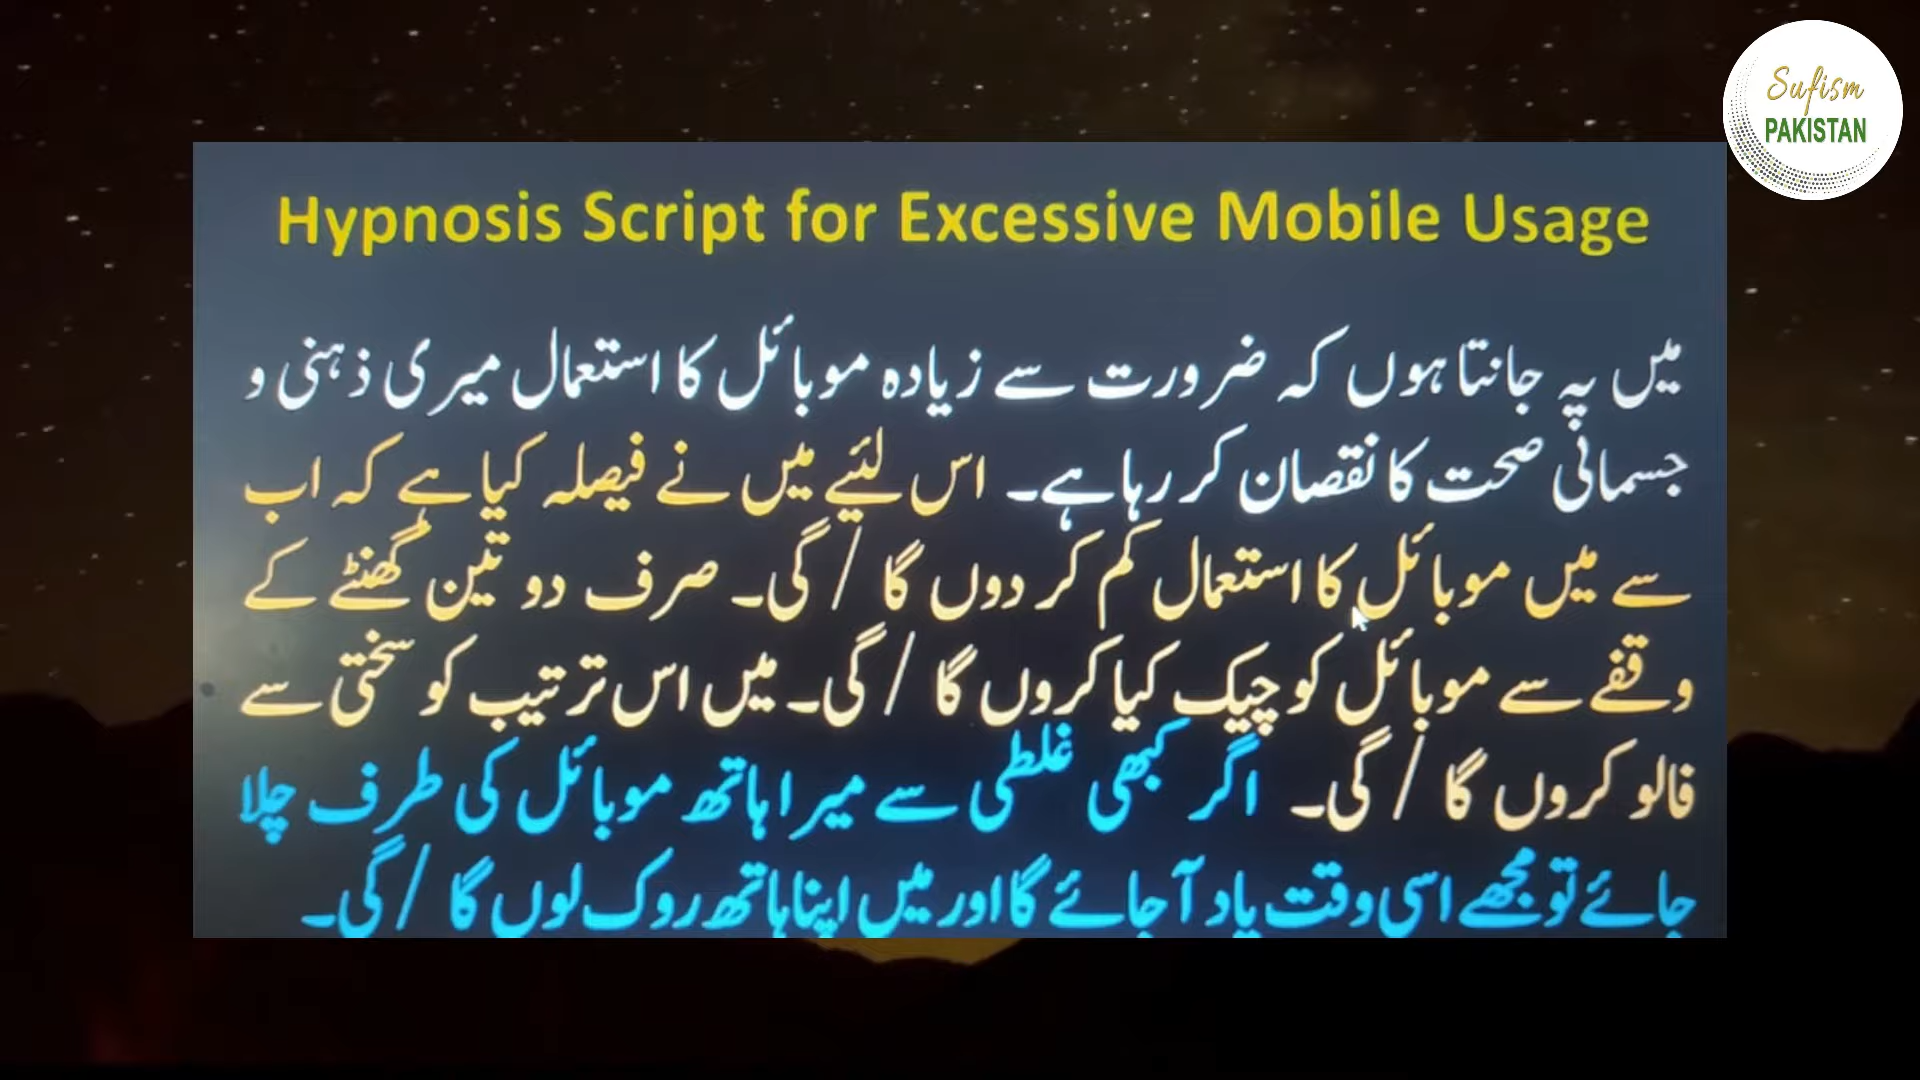 Sufism
PAKISTAN
Hypnosis Script for Excessive Mobile Usage
میں یہ جانتا ہوں کہ ضرورت سے زیادہ موبائل کا استعمال میری ذہنی و
جسمانی صحت کا نقصان کر رہا ہے۔ اس لئیے میں نے فیصلہ کیا ہے کہ اب
سے میں موبائل کا استعمال کم کر دوں گا / گی۔ صرف دو تین گھنٹے کے
وقفے سے موبائل کو چیک کیا کروں گا / گی۔ میں اس ترتیب کو سختی سے
فالو کروں گا / گی۔ اگر کبھی غلطی سے میرا ہاتھ موبائل کی طرف چلا
جائے تو مجھے اسی وقت یاد آ جائے گا اور میں اپنا ہاتھ روک لوں گا / گی۔